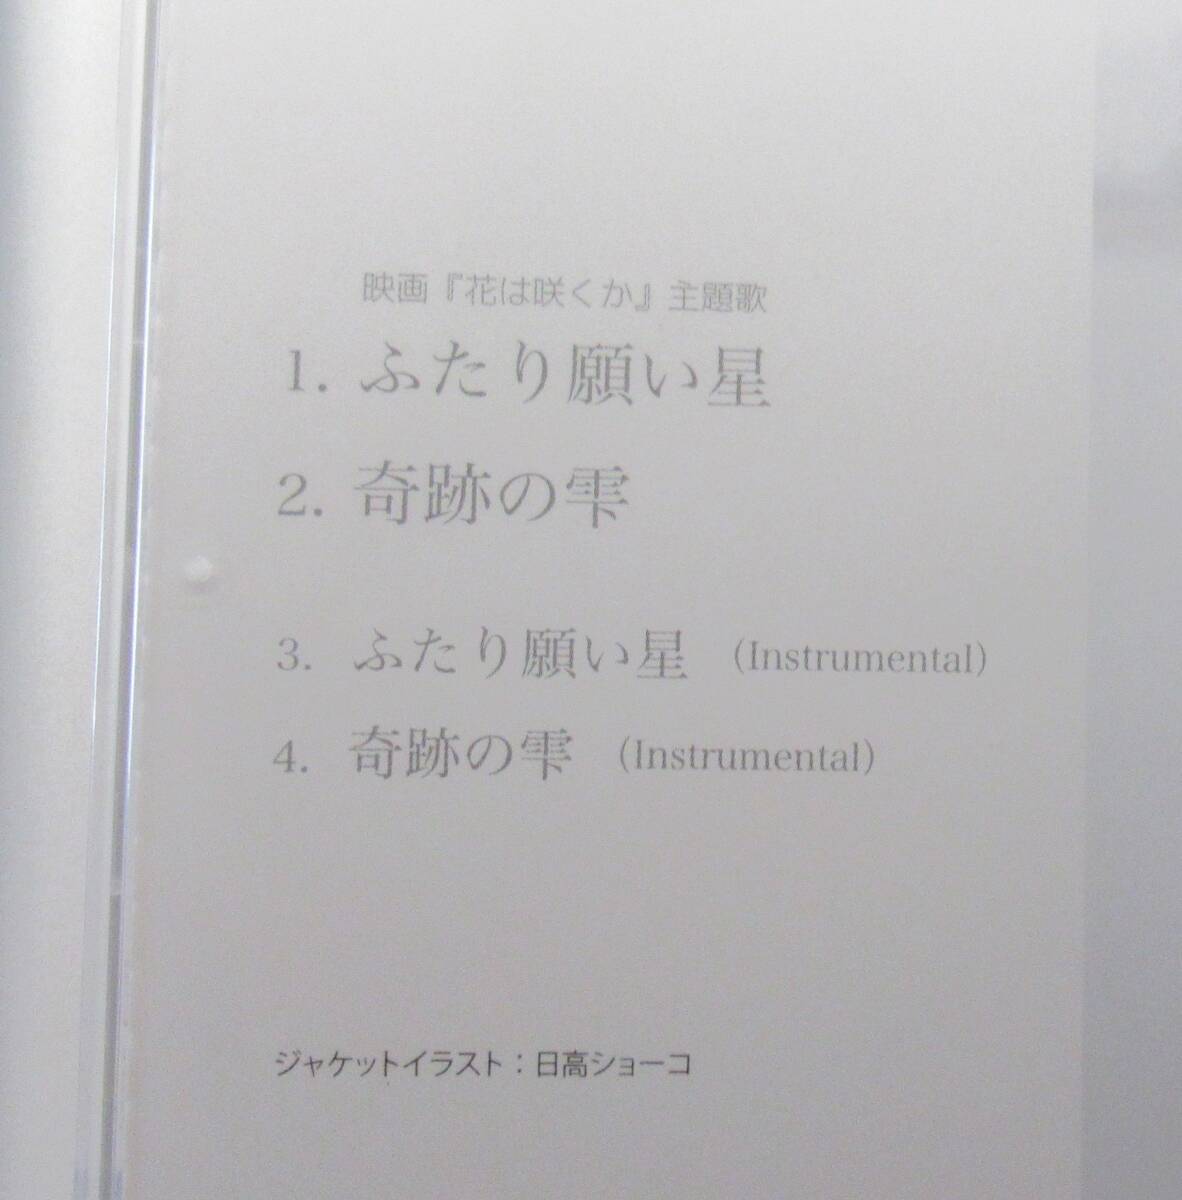 映画『花は咲くか』主題歌
1. ふたり願い星
2. 奇跡の雫
3. ふたり願い星 (Instrumental)
4. 奇跡の雫 (Instrumental)
ジャケットイラスト：日高ショーコ